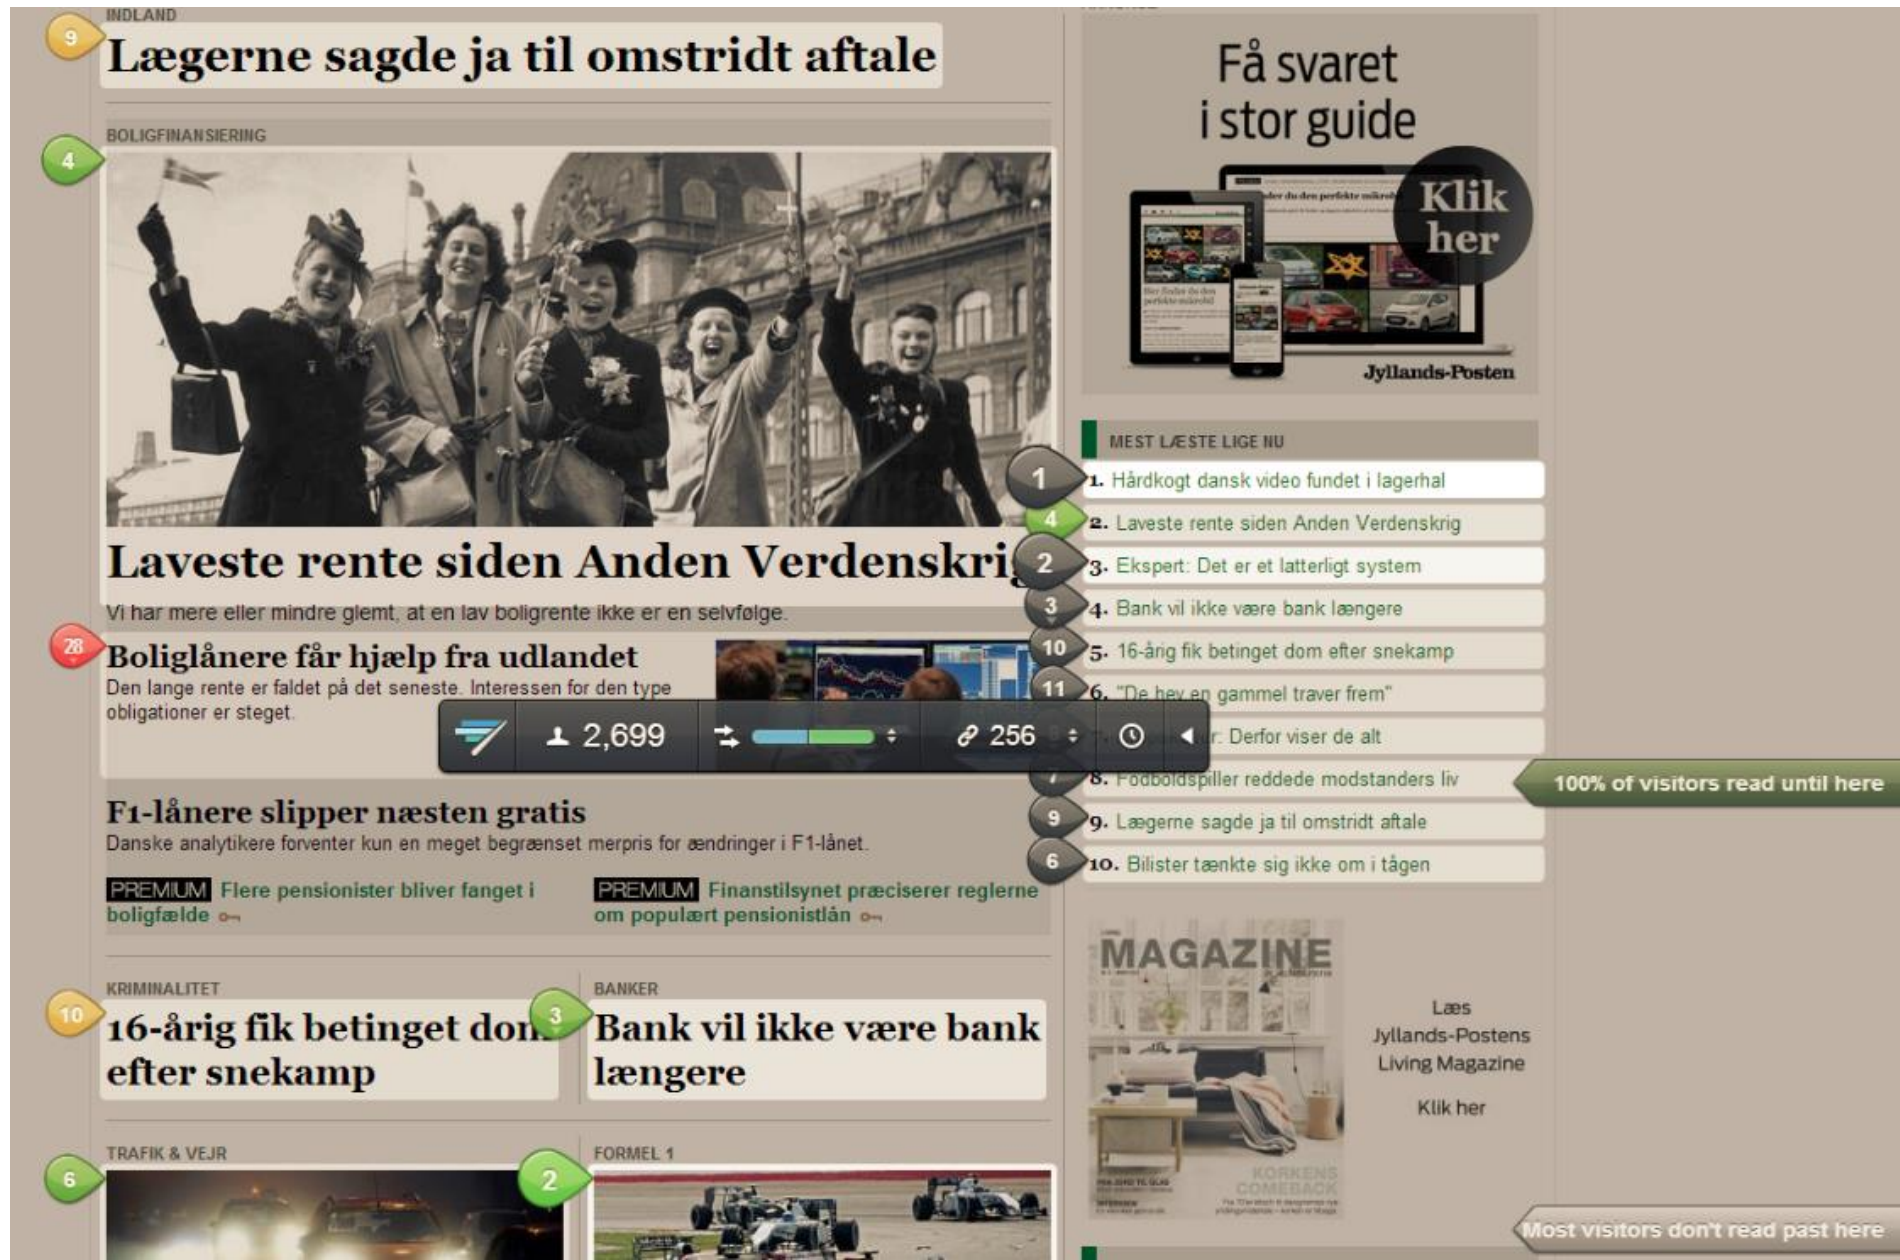 INDLAND
9
Lægerne sagde ja til omstridt aftale
BOLIGFINANSIERING
4
Laveste rente siden Anden Verdenskrig
Vi har mere eller mindre glemt, at en lav boligrente ikke er en selvfølge.
28
Boliglånere får hjælp fra udlandet
Den lange rente er faldet på det seneste. Interessen for den type
obligationer er steget.
2,699
256
F1-lånere slipper næsten gratis
Danske analytikere forventer kun en meget begrænset merpris for ændringer i F1-lånet.
PREMIUM Flere pensionister bliver fanget i
boligfælde
PREMIUM Finanstilsynet præciserer reglerne
om populært pensionistlån
KRIMINALITET
10
16-årig fik betinget dom
efter snekamp
BANKER
3
Bank vil ikke være bank
længere
TRAFIK & VEJR
6
FORMEL 1
2
Få svaret
i stor guide
Klik
her
Jyllands-Posten
MEST LÆSTE LIGE NU
1
1. Hårdkogt dansk video fundet i lagerhal
4
2. Laveste rente siden Anden Verdenskrig
2
3. Ekspert: Det er et latterligt system
3
4. Bank vil ikke være bank længere
10
5. 16-årig fik betinget dom efter snekamp
11
6. "De hev en gammel traver frem"
: Derfor viser de alt
7
8. Fodboldspiller reddede modstanders liv
9
9. Lægerne sagde ja til omstridt aftale
6
10. Bilister tænkte sig ikke om i tågen
100% of visitors read until here
MAGAZINE
KORKENS
COMEBACK
Læs
Jyllands-Postens
Living Magazine
Klik her
Most visitors don't read past here